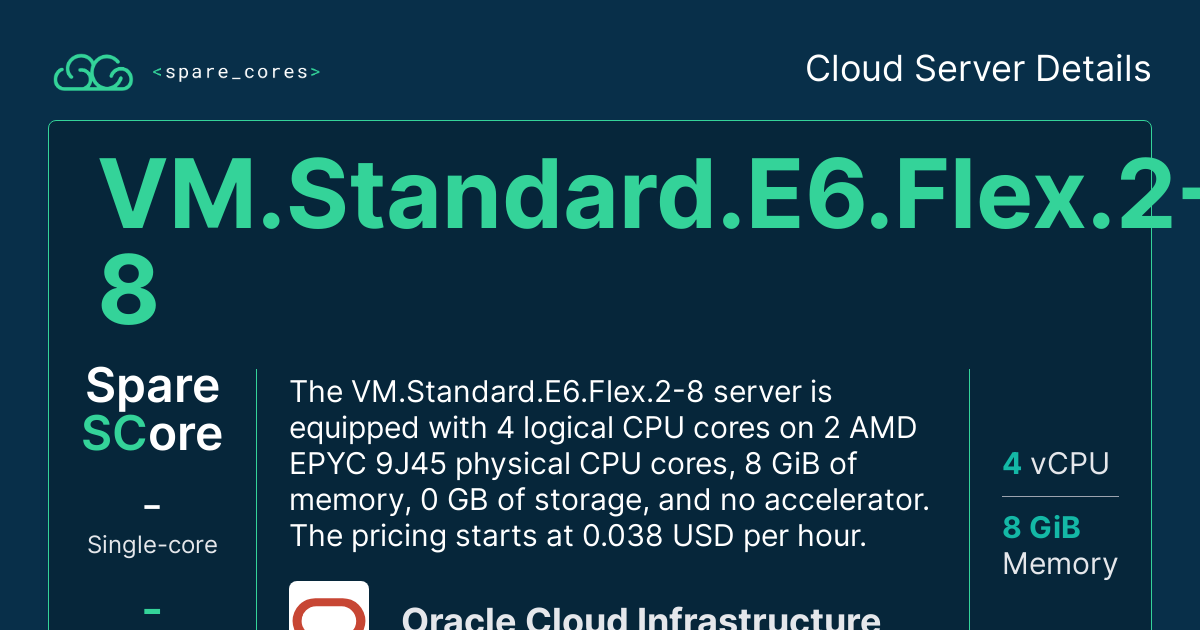 <spare_cores>
Cloud Server Details
VM.Standard.E6.Flex.2-
8
Spare
SCore
–
Single-core
–
The VM.Standard.E6.Flex.2-8 server is
equipped with 4 logical CPU cores on 2 AMD
EPYC 9J45 physical CPU cores, 8 GiB of
memory, 0 GB of storage, and no accelerator.
The pricing starts at 0.038 USD per hour.
Oracle Cloud Infrastructure
4 vCPU
8 GiB
Memory